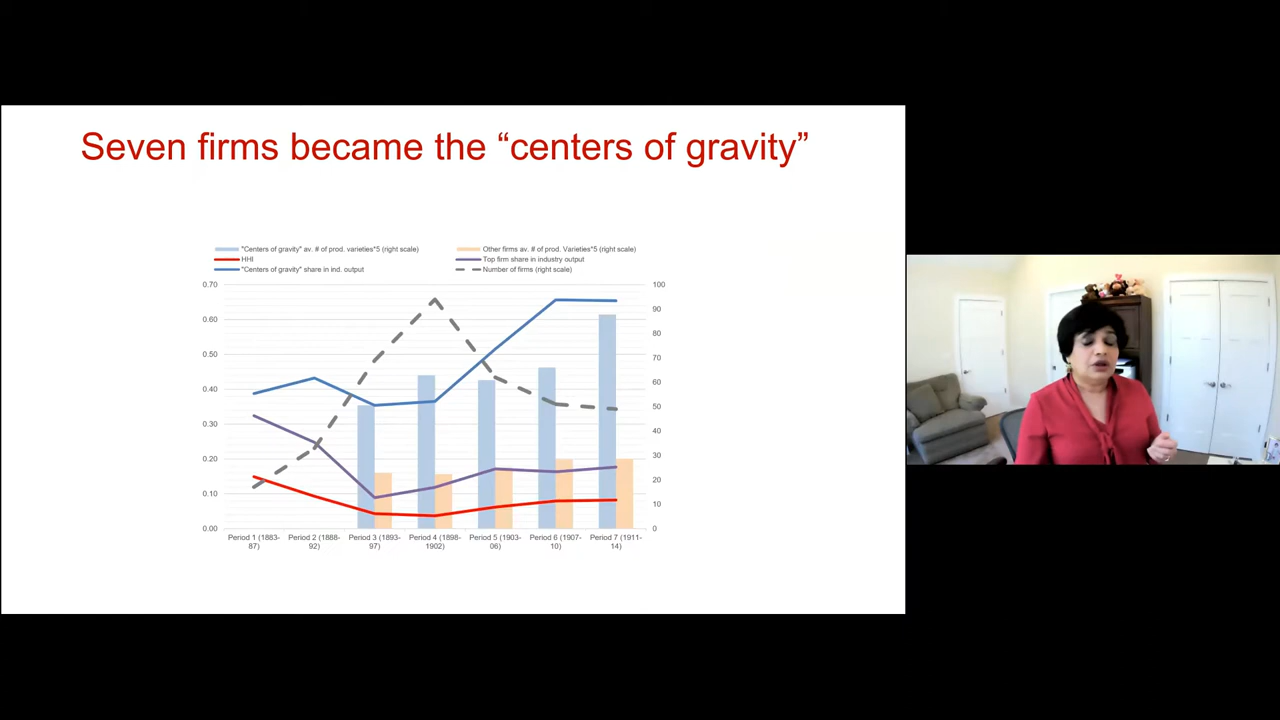 Seven firms became the “centers of gravity”
"Centers of gravity" av. # of prod. varieties*5 (right scale)
Other firms av. # of prod. Varieties*5 (right scale)
HHI
Top firm share in industry output
"Centers of gravity" share in ind. output
Number of firms (right scale)
0.70
0.60
0.50
0.40
0.30
0.20
0.10
0.00
100
90
80
70
60
50
40
30
20
10
0
Period 1 (1883-
87)
Period 2 (1888-
92)
Period 3 (1893-
97)
Period 4 (1898-
1902)
Period 5 (1903-
06)
Period 6 (1907-
10)
Period 7 (1911-
14)